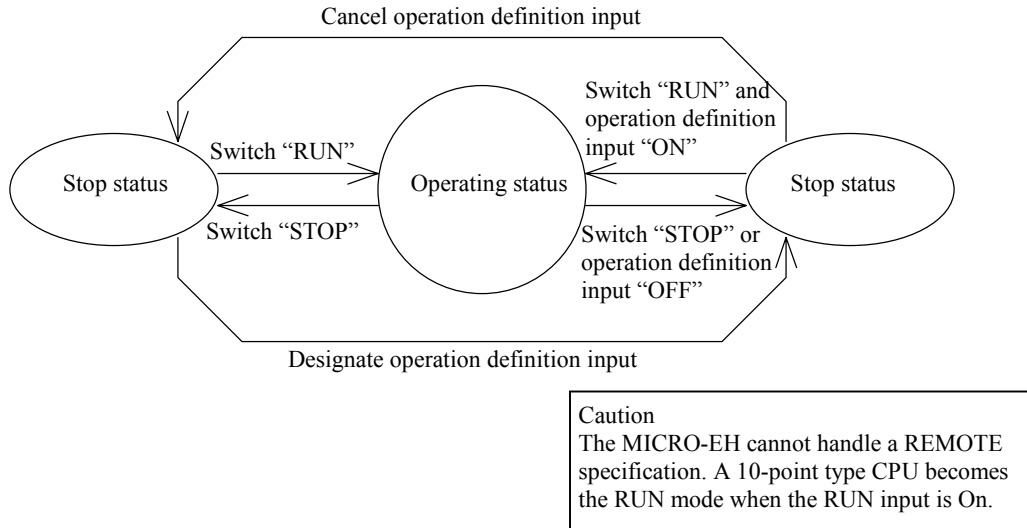 Cancel operation definition input
Switch “RUN” and
operation definition
input “ON”
Switch “RUN”
Stop status
Operating status
Stop status
Switch “STOP”
Switch “STOP” or
operation definition
input “OFF”
Designate operation definition input
Caution
The MICRO-EH cannot handle a REMOTE
specification. A 10-point type CPU becomes
the RUN mode when the RUN input is On.